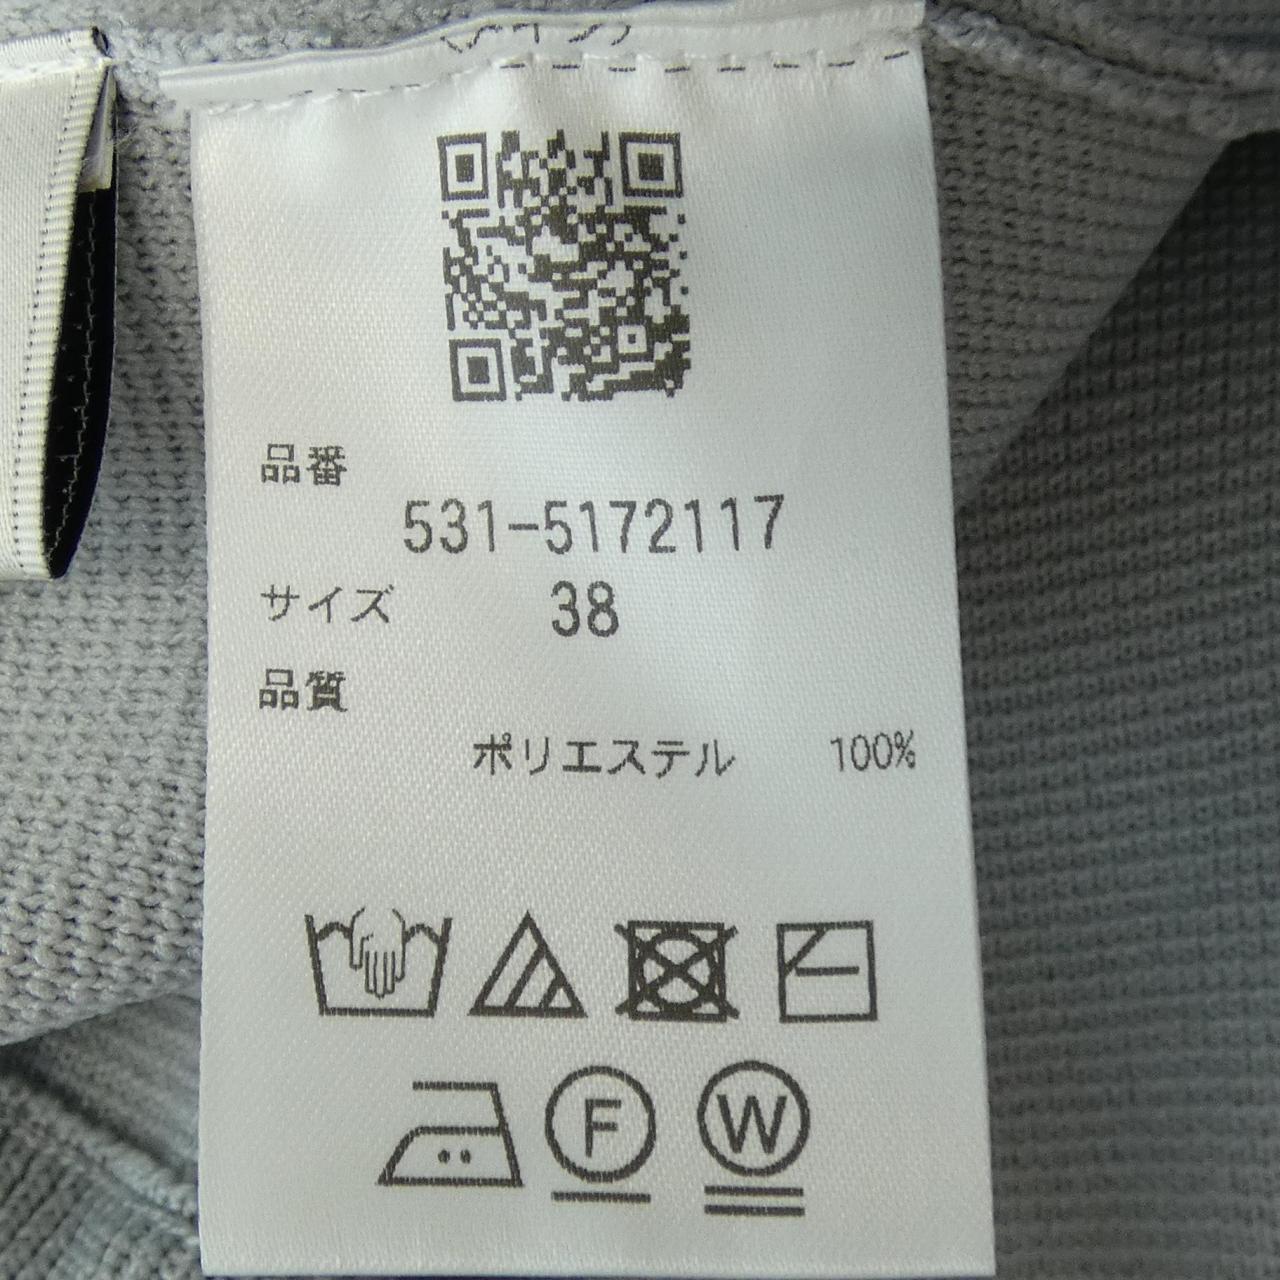 品番
531-5172117
サイズ 38
品質
ポリエステル 100%
F W